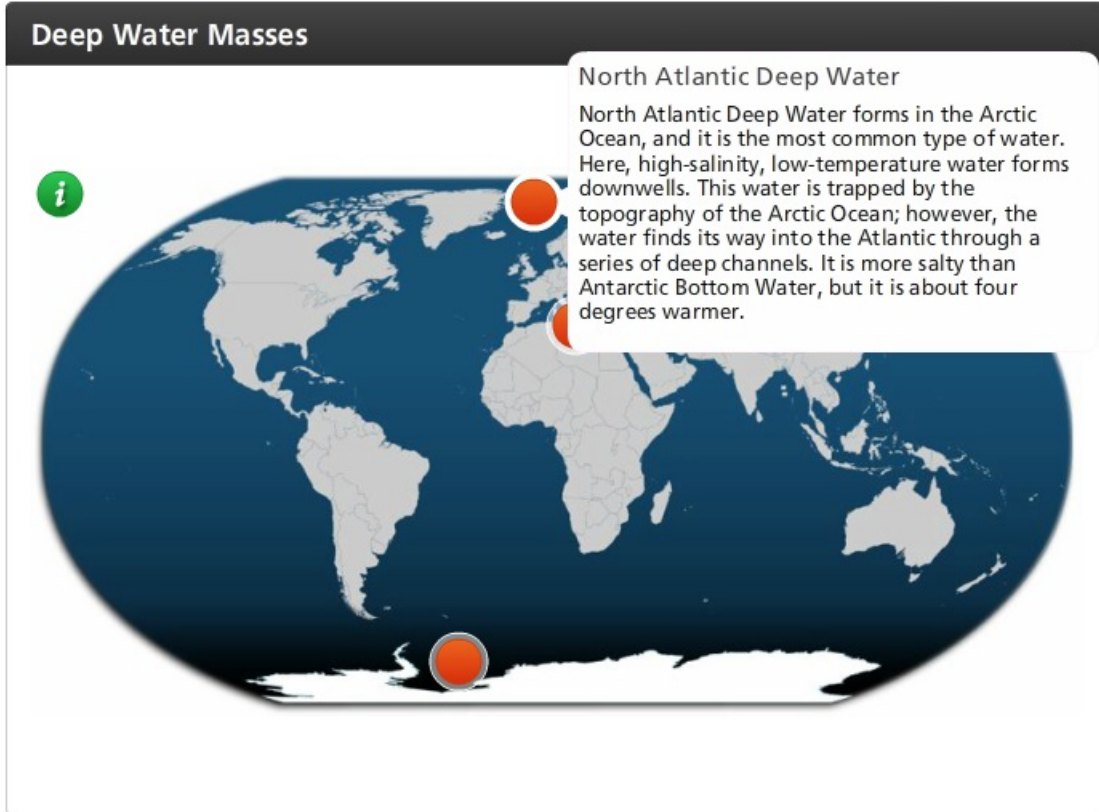 Deep Water Masses
North Atlantic Deep Water
North Atlantic Deep Water forms in the Arctic
Ocean, and it is the most common type of water.
Here, high-salinity, low-temperature water forms
downwells. This water is trapped by the
topography of the Arctic Ocean; however, the
water finds its way into the Atlantic through a
series of deep channels. It is more salty than
Antarctic Bottom Water, but it is about four
degrees warmer.
i